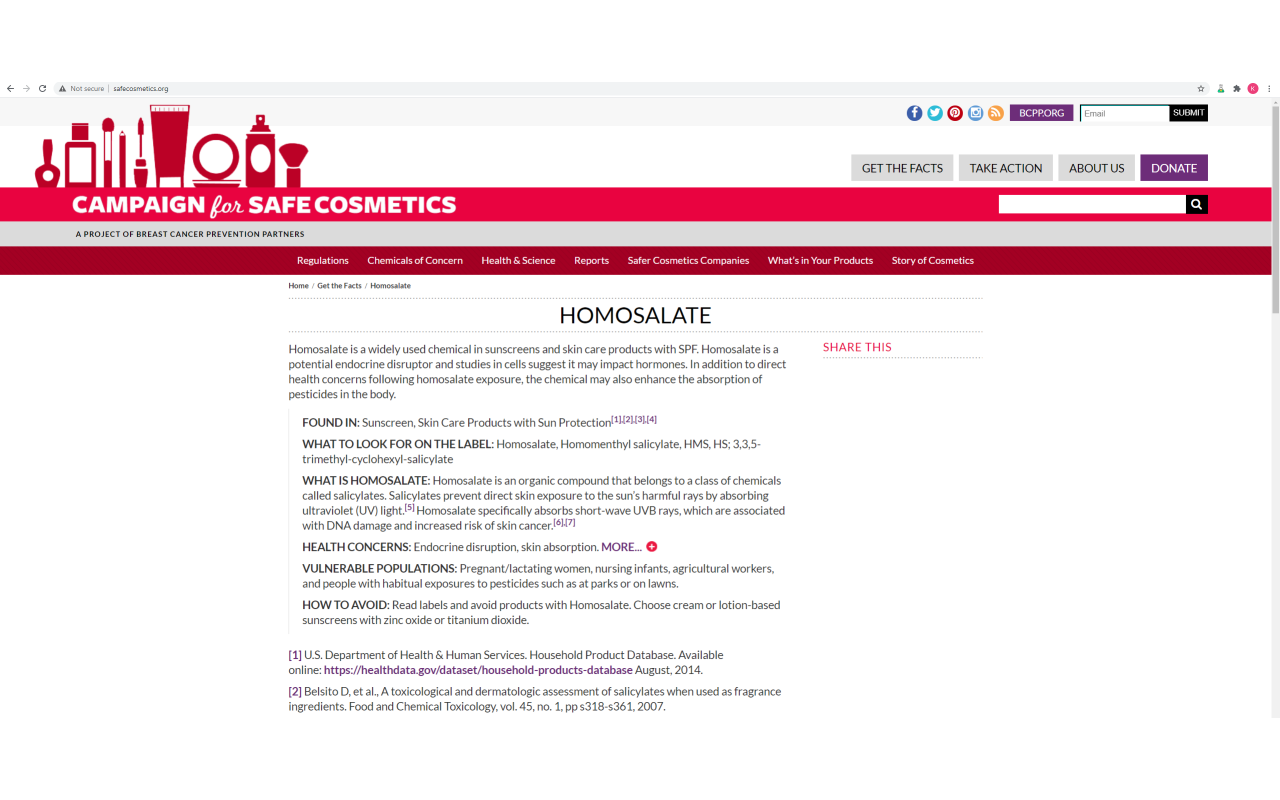 Not secure | safecosmetics.org
K
BCPP.ORG
Email
SUBMIT
GET THE FACTS
TAKE ACTION
ABOUT US
DONATE
CAMPAIGN for SAFE COSMETICS
A PROJECT OF BREAST CANCER PREVENTION PARTNERS
Regulations
Chemicals of Concern
Health & Science
Reports
Safer Cosmetics Companies
What's in Your Products
Story of Cosmetics
Home / Get the Facts / Homosalate
HOMOSALATE
Homosalate is a widely used chemical in sunscreens and skin care products with SPF. Homosalate is a
potential endocrine disruptor and studies in cells suggest it may impact hormones. In addition to direct
health concerns following homosalate exposure, the chemical may also enhance the absorption of
pesticides in the body.
SHARE THIS
FOUND IN: Sunscreen, Skin Care Products with Sun Protection[1],[2],[3],[4]
WHAT TO LOOK FOR ON THE LABEL: Homosalate, Homomenthyl salicylate, HMS, HS; 3,3,5-
trimethyl-cyclohexyl-salicylate
WHAT IS HOMOSALATE: Homosalate is an organic compound that belongs to a class of chemicals
called salicylates. Salicylates prevent direct skin exposure to the sun's harmful rays by absorbing
ultraviolet (UV) light.[5] Homosalate specifically absorbs short-wave UVB rays, which are associated
with DNA damage and increased risk of skin cancer.[6],[7]
HEALTH CONCERNS: Endocrine disruption, skin absorption. MORE...
VULNERABLE POPULATIONS: Pregnant/lactating women, nursing infants, agricultural workers,
and people with habitual exposures to pesticides such as at parks or on lawns.
HOW TO AVOID: Read labels and avoid products with Homosalate. Choose cream or lotion-based
sunscreens with zinc oxide or titanium dioxide.
[1] U.S. Department of Health & Human Services. Household Product Database. Available
online: https://healthdata.gov/dataset/household-products-database August, 2014.
[2] Belsito D, et al., A toxicological and dermatologic assessment of salicylates when used as fragrance
ingredients. Food and Chemical Toxicology, vol. 45, no. 1, pp s318-s361, 2007.